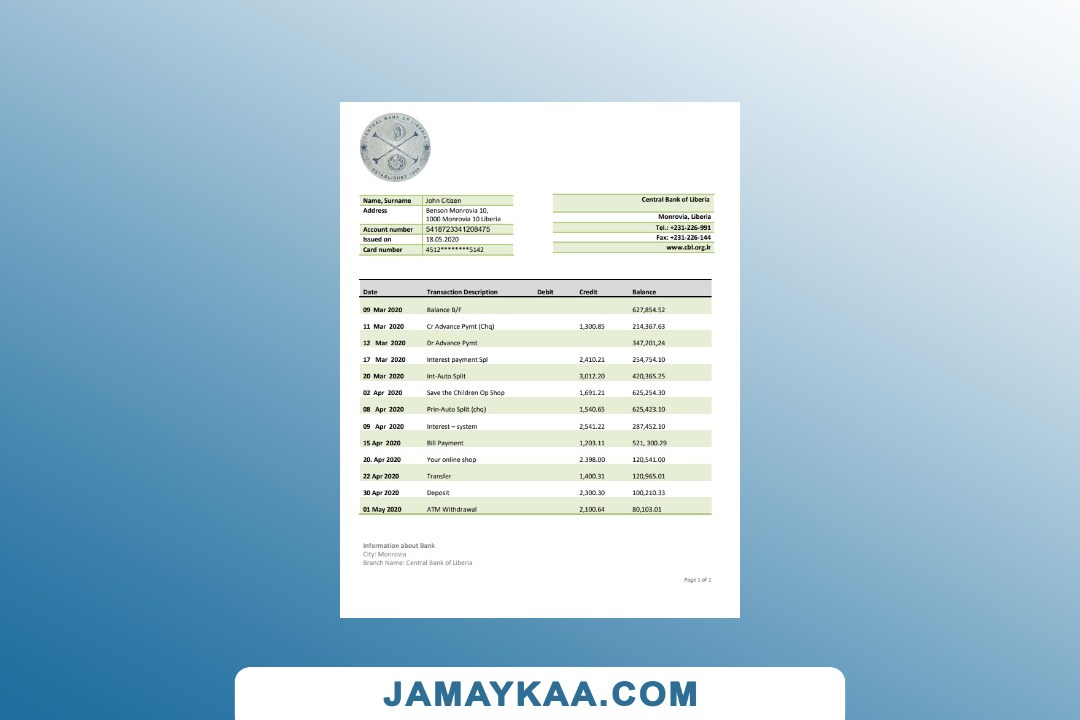 CENTRAL BANK OF LIBERIA
Name, Surname John Citizen
Address Benson Monrovia 10,
1000 Monrovia 10 Liberia
Account number 5418723341208475
Issued on 18.05.2020
Card number 4512********5142
Central Bank of Liberia
Monrovia, Liberia
Tel.: +231-226-991
Fax: +231-226-144
www.cbl.org.lr
Date Transaction Description Debit Credit Balance
09 Mar 2020 Balance B/F 627,854.52
11 Mar 2020 Cr Advance Pymt (Chq) 1,300.85 214,367.63
12 Mar 2020 Dr Advance Pymt 347,201,24
17 Mar 2020 Interest payment Spl 2,410.21 254,754.10
20 Mar 2020 Int-Auto Split 3,012.20 420,365.25
02 Apr 2020 Save the Children Op Shop 1,691.21 625,254.30
08 Apr 2020 Prin-Auto Split (chq) 1,540.65 625,423.10
09 Apr 2020 Interest – system 2,541.22 287,452.10
15 Apr 2020 Bill Payment 1,203.11 521, 300.29
20. Apr 2020 Your online shop 2.398.00 120,541.00
22 Apr 2020 Transfer 1,400.31 120,965.01
30 Apr 2020 Deposit 2,300.30 100,210.33
01 May 2020 ATM Withdrawal 2,100.64 80,103.01
Information about Bank
City: Monrovia
Branch Name: Central Bank of Liberia
Page 1 of 1
JAMAYKAA.COM